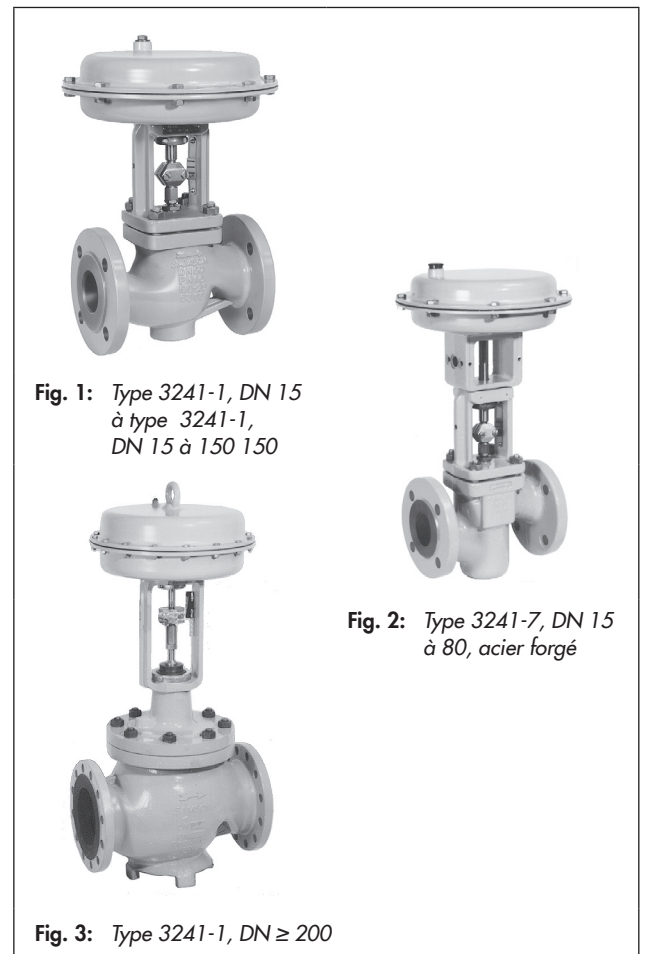 Fig. 1: Type 3241-1, DN 15
à type 3241-1,
DN 15 à 150 150
Fig. 2: Type 3241-7, DN 15
à 80, acier forgé
Fig. 3: Type 3241-1, DN ≥ 200